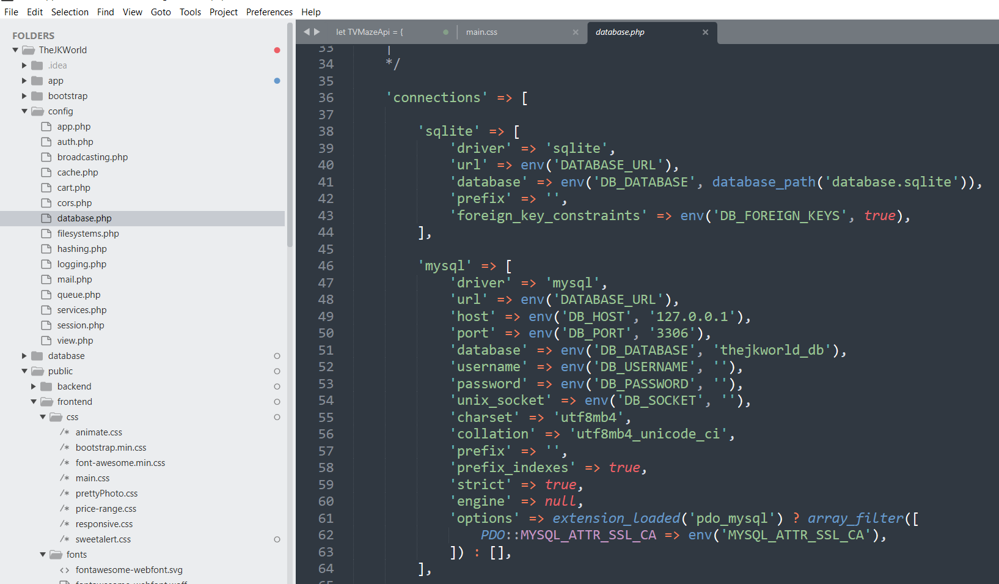 File Edit Selection Find View Goto Tools Project Preferences Help
FOLDERS
TheJKWorld
.idea
app
bootstrap
config
app.php
auth.php
broadcasting.php
cache.php
cart.php
cors.php
database.php
filesystems.php
hashing.php
logging.php
mail.php
queue.php
services.php
session.php
view.php
database
public
backend
frontend
css
/* animate.css
/* bootstrap.min.css
/* font-awesome.min.css
/* main.css
/* prettyPhoto.css
/* price-range.css
/* responsive.css
/* sweetalert.css
fonts
<> fontawesome-webfont.svg
let TVMazeApi = { main.css database.php
33 |
34 */
35
36 'connections' => [
37
38 'sqlite' => [
39 'driver' => 'sqlite',
40 'url' => env('DATABASE_URL'),
41 'database' => env('DB_DATABASE', database_path('database.sqlite')),
42 'prefix' => '',
43 'foreign_key_constraints' => env('DB_FOREIGN_KEYS', true),
44 ],
45
46 'mysql' => [
47 'driver' => 'mysql',
48 'url' => env('DATABASE_URL'),
49 'host' => env('DB_HOST', '127.0.0.1'),
50 'port' => env('DB_PORT', '3306'),
51 'database' => env('DB_DATABASE', 'thejkworld_db'),
52 'username' => env('DB_USERNAME', ''),
53 'password' => env('DB_PASSWORD', ''),
54 'unix_socket' => env('DB_SOCKET', ''),
55 'charset' => 'utf8mb4',
56 'collation' => 'utf8mb4_unicode_ci',
57 'prefix' => '',
58 'prefix_indexes' => true,
59 'strict' => true,
60 'engine' => null,
61 'options' => extension_loaded('pdo_mysql') ? array_filter([
62 PDO::MYSQL_ATTR_SSL_CA => env('MYSQL_ATTR_SSL_CA'),
63 ]) : [],
64 ],